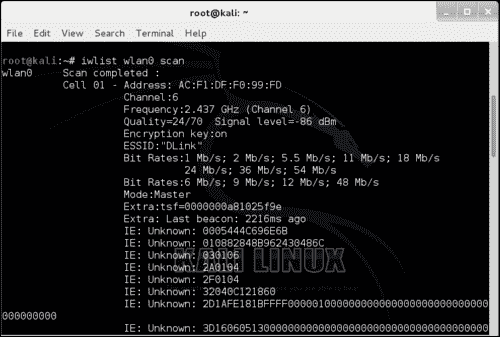 root@kali: ~
File Edit View Search Terminal Help
root@kali:~# iwlist wlan0 scan
wlan0 Scan completed :
Cell 01 - Address: AC:F1:DF:F0:99:FD
Channel:6
Frequency:2.437 GHz (Channel 6)
Quality=24/70 Signal level=-86 dBm
Encryption key:on
ESSID:"DLink"
Bit Rates:1 Mb/s; 2 Mb/s; 5.5 Mb/s; 11 Mb/s; 18 Mb/s
24 Mb/s; 36 Mb/s; 54 Mb/s
Bit Rates:6 Mb/s; 9 Mb/s; 12 Mb/s; 48 Mb/s
Mode:Master
Extra:tsf=0000000a81025f9e
Extra: Last beacon: 2216ms ago
IE: Unknown: 0005444C696E6B
IE: Unknown: 010882848B962430486C
IE: Unknown: 030106
KALI LINUX
IE: Unknown: 2A0104
IE: Unknown: 2F0104
IE: Unknown: 32040C121860
IE: Unknown: 2D1AFE181BFFFF000001000000000000000000000000000000
000000000
IE: Unknown: 3D16060513000000000000000000000000000000000000